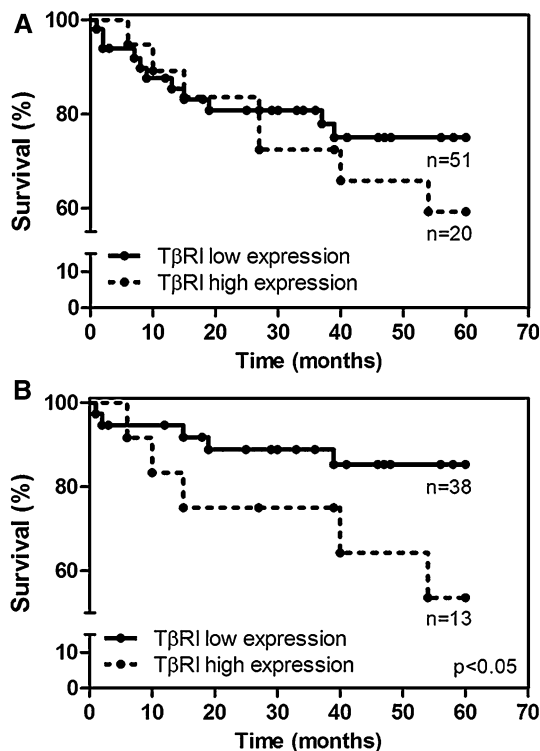 A
Survival (%)
100
80
60
10
0
n=51
n=20
TβRI low expression
TβRI high expression
0 10 20 30 40 50 60 70
Time (months)
B
Survival (%)
100
80
60
10
0
n=38
n=13
TβRI low expression
TβRI high expression
p<0.05
0 10 20 30 40 50 60 70
Time (months)